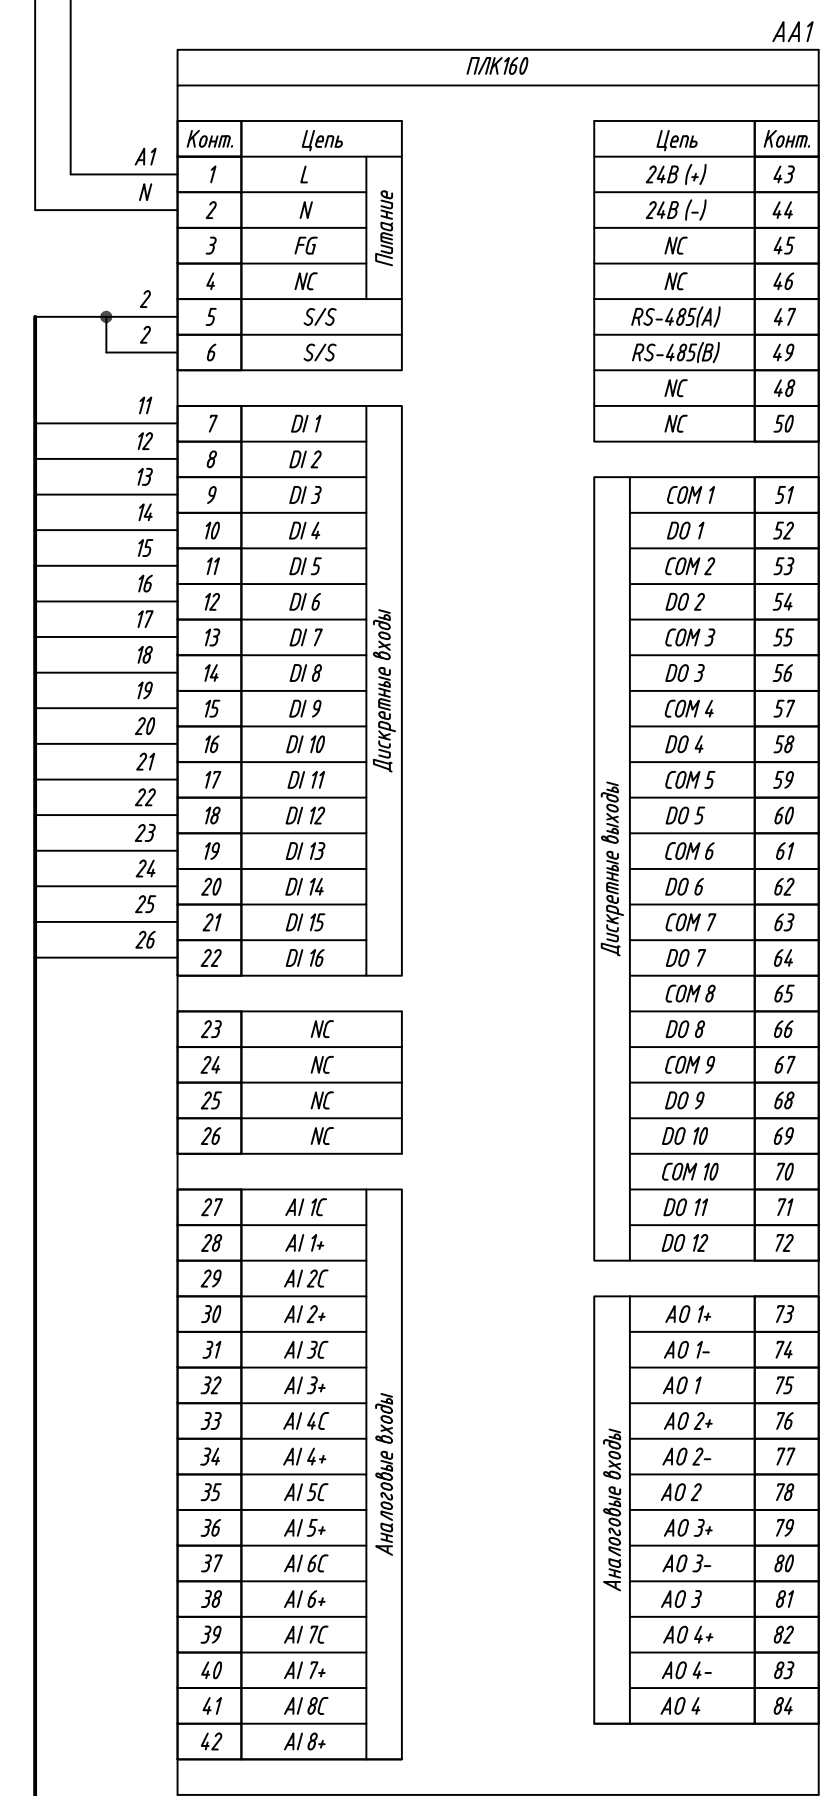 АА1
ПЛК160
Конт. Цепь
А1
1 L
N
2 N
3 FG
4 NC
Питание
2
5 S/S
2
6 S/S
11
7 DI 1
12
8 DI 2
13
9 DI 3
14
10 DI 4
15
11 DI 5
16
12 DI 6
17
13 DI 7
18
14 DI 8
19
15 DI 9
20
16 DI 10
21
17 DI 11
22
18 DI 12
23
19 DI 13
24
20 DI 14
25
21 DI 15
26
22 DI 16
Дискретные входы
23 NC
24 NC
25 NC
26 NC
27 AI 1C
28 AI 1+
29 AI 2C
30 AI 2+
31 AI 3C
32 AI 3+
33 AI 4C
34 AI 4+
35 AI 5C
36 AI 5+
37 AI 6C
38 AI 6+
39 AI 7C
40 AI 7+
41 AI 8C
42 AI 8+
Аналоговые входы
Цепь Конт.
24В (+) 43
24В (-) 44
NC 45
NC 46
RS-485(A) 47
RS-485(B) 49
NC 48
NC 50
Дискретные выходы
COM 1 51
DO 1 52
COM 2 53
DO 2 54
COM 3 55
DO 3 56
COM 4 57
DO 4 58
COM 5 59
DO 5 60
COM 6 61
DO 6 62
COM 7 63
DO 7 64
COM 8 65
DO 8 66
COM 9 67
DO 9 68
DO 10 69
COM 10 70
DO 11 71
DO 12 72
Аналоговые входы
AO 1+ 73
AO 1- 74
AO 1 75
AO 2+ 76
AO 2- 77
AO 2 78
AO 3+ 79
AO 3- 80
AO 3 81
AO 4+ 82
AO 4- 83
AO 4 84